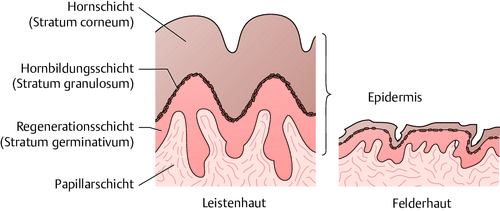 Hornschicht
(Stratum corneum)
Hornbildungsschicht
(Stratum granulosum)
Regenerationsschicht
(Stratum germinativum)
Papillarschicht
Epidermis
Leistenhaut
Felderhaut